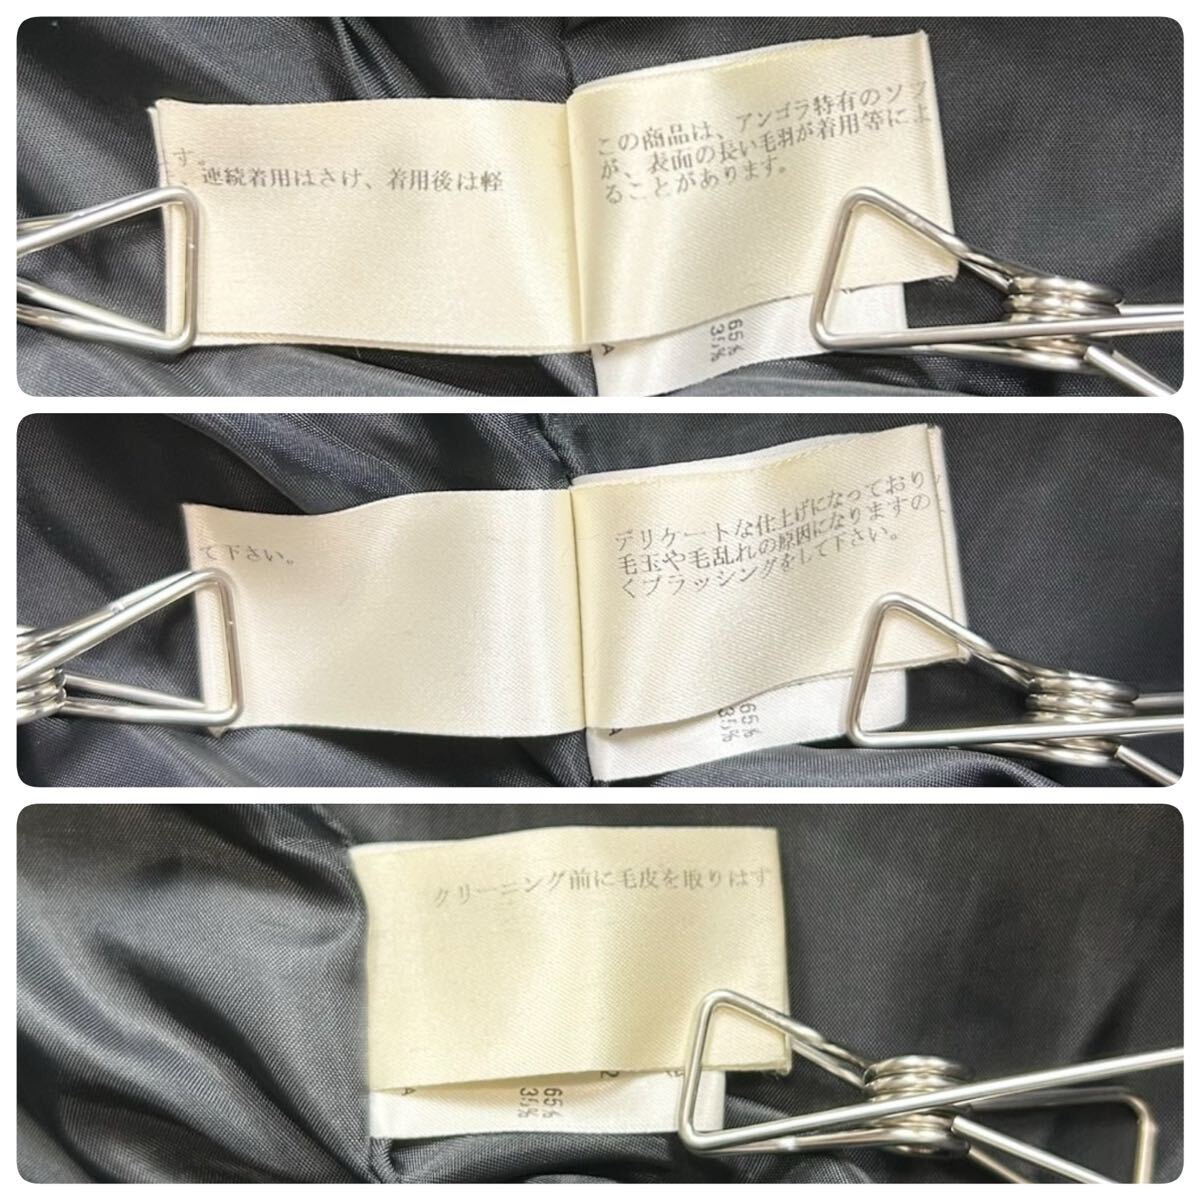 す。
連続着用はさけ、着用後は軽
この商品は、アンゴラ特有のソフ
が、表面の長い毛羽が着用等によ
ることがあります。
65%
35%
A
て下さい。
デリケートな仕上げになっており
毛玉や毛乱れの原因になりますの
くブラッシングをして下さい。
65%
35%
A
クリーニング前に毛皮を取りはず
2
65%
35%
A